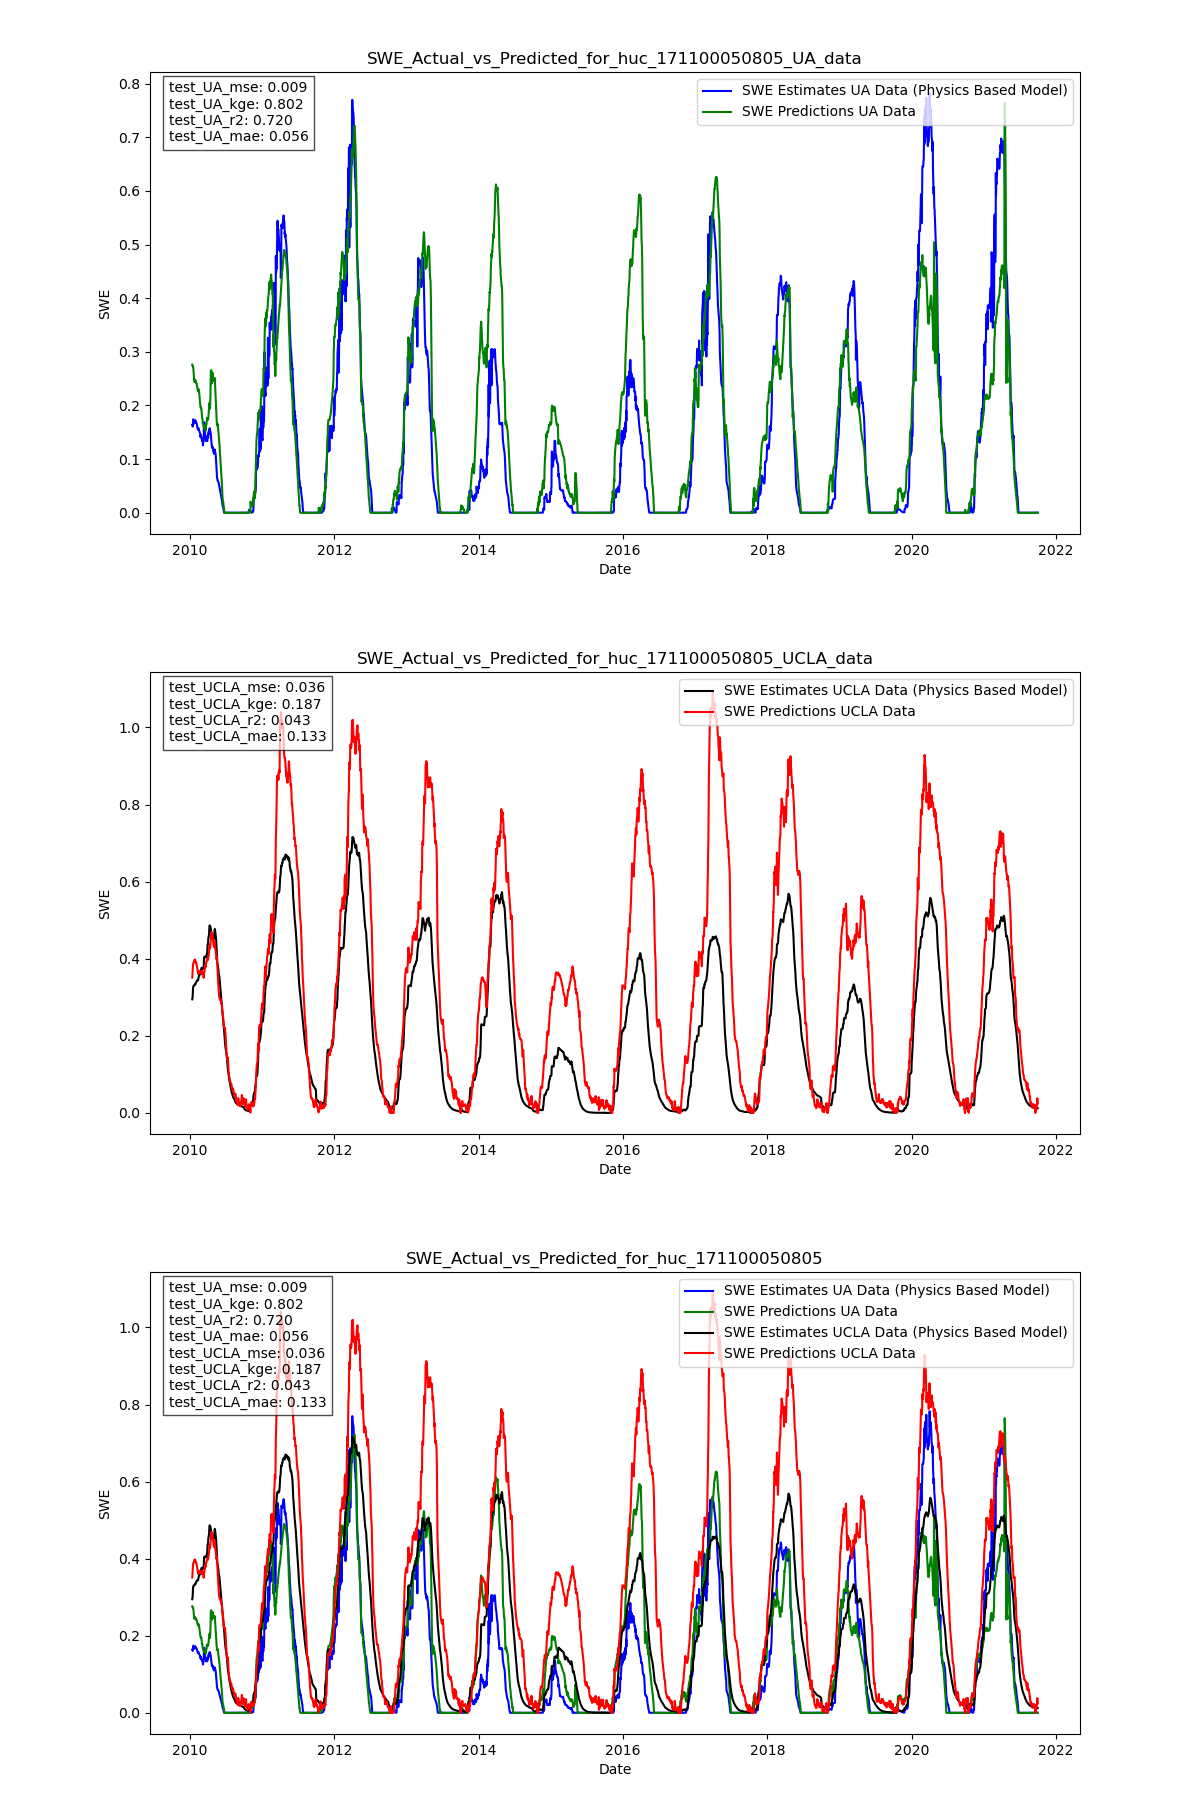 SWE_Actual_vs_Predicted_for_huc_171100050805_UA_data
test_UA_mse: 0.009
test_UA_kge: 0.802
test_UA_r2: 0.720
test_UA_mae: 0.056
SWE Estimates UA Data (Physics Based Model)
SWE Predictions UA Data
0.8
0.7
0.6
0.5
0.4
0.3
0.2
0.1
0.0
SWE
2010 2012 2014 2016 2018 2020 2022
Date
SWE_Actual_vs_Predicted_for_huc_171100050805_UCLA_data
test_UCLA_mse: 0.036
test_UCLA_kge: 0.187
test_UCLA_r2: 0.043
test_UCLA_mae: 0.133
SWE Estimates UCLA Data (Physics Based Model)
SWE Predictions UCLA Data
1.0
0.8
0.6
0.4
0.2
0.0
SWE
2010 2012 2014 2016 2018 2020 2022
Date
SWE_Actual_vs_Predicted_for_huc_171100050805
test_UA_mse: 0.009
test_UA_kge: 0.802
test_UA_r2: 0.720
test_UA_mae: 0.056
test_UCLA_mse: 0.036
test_UCLA_kge: 0.187
test_UCLA_r2: 0.043
test_UCLA_mae: 0.133
SWE Estimates UA Data (Physics Based Model)
SWE Predictions UA Data
SWE Estimates UCLA Data (Physics Based Model)
SWE Predictions UCLA Data
1.0
0.8
0.6
0.4
0.2
0.0
SWE
2010 2012 2014 2016 2018 2020 2022
Date